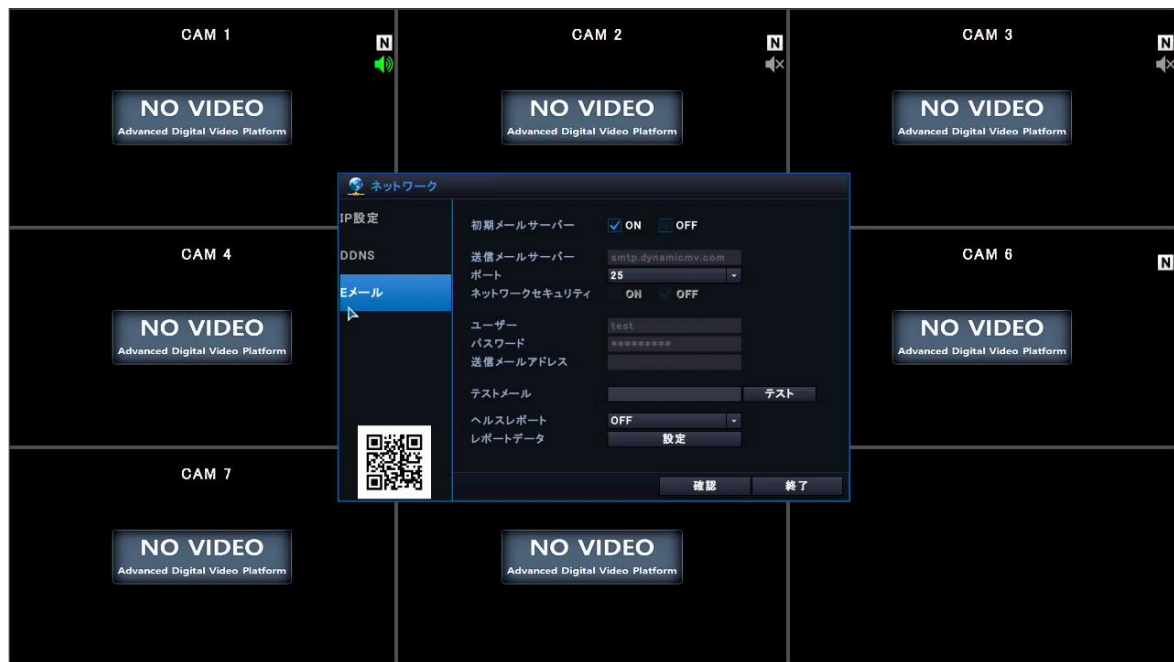 CAM 1
N
NO VIDEO
Advanced Digital Video Platform
CAM 2
N
NO VIDEO
Advanced Digital Video Platform
CAM 3
N
NO VIDEO
Advanced Digital Video Platform
ネットワーク
IP設定
DDNS
Eメール
初期メールサーバー ON OFF
送信メールサーバー smtp.dynamicmv.com
ポート 25
ネットワークセキュリティ ON OFF
ユーザー test
パスワード *********
送信メールアドレス
テストメール テスト
ヘルスレポート OFF
レポートデータ 設定
確認 終了
CAM 4
NO VIDEO
Advanced Digital Video Platform
CAM 6
N
NO VIDEO
Advanced Digital Video Platform
CAM 7
NO VIDEO
Advanced Digital Video Platform
NO VIDEO
Advanced Digital Video Platform